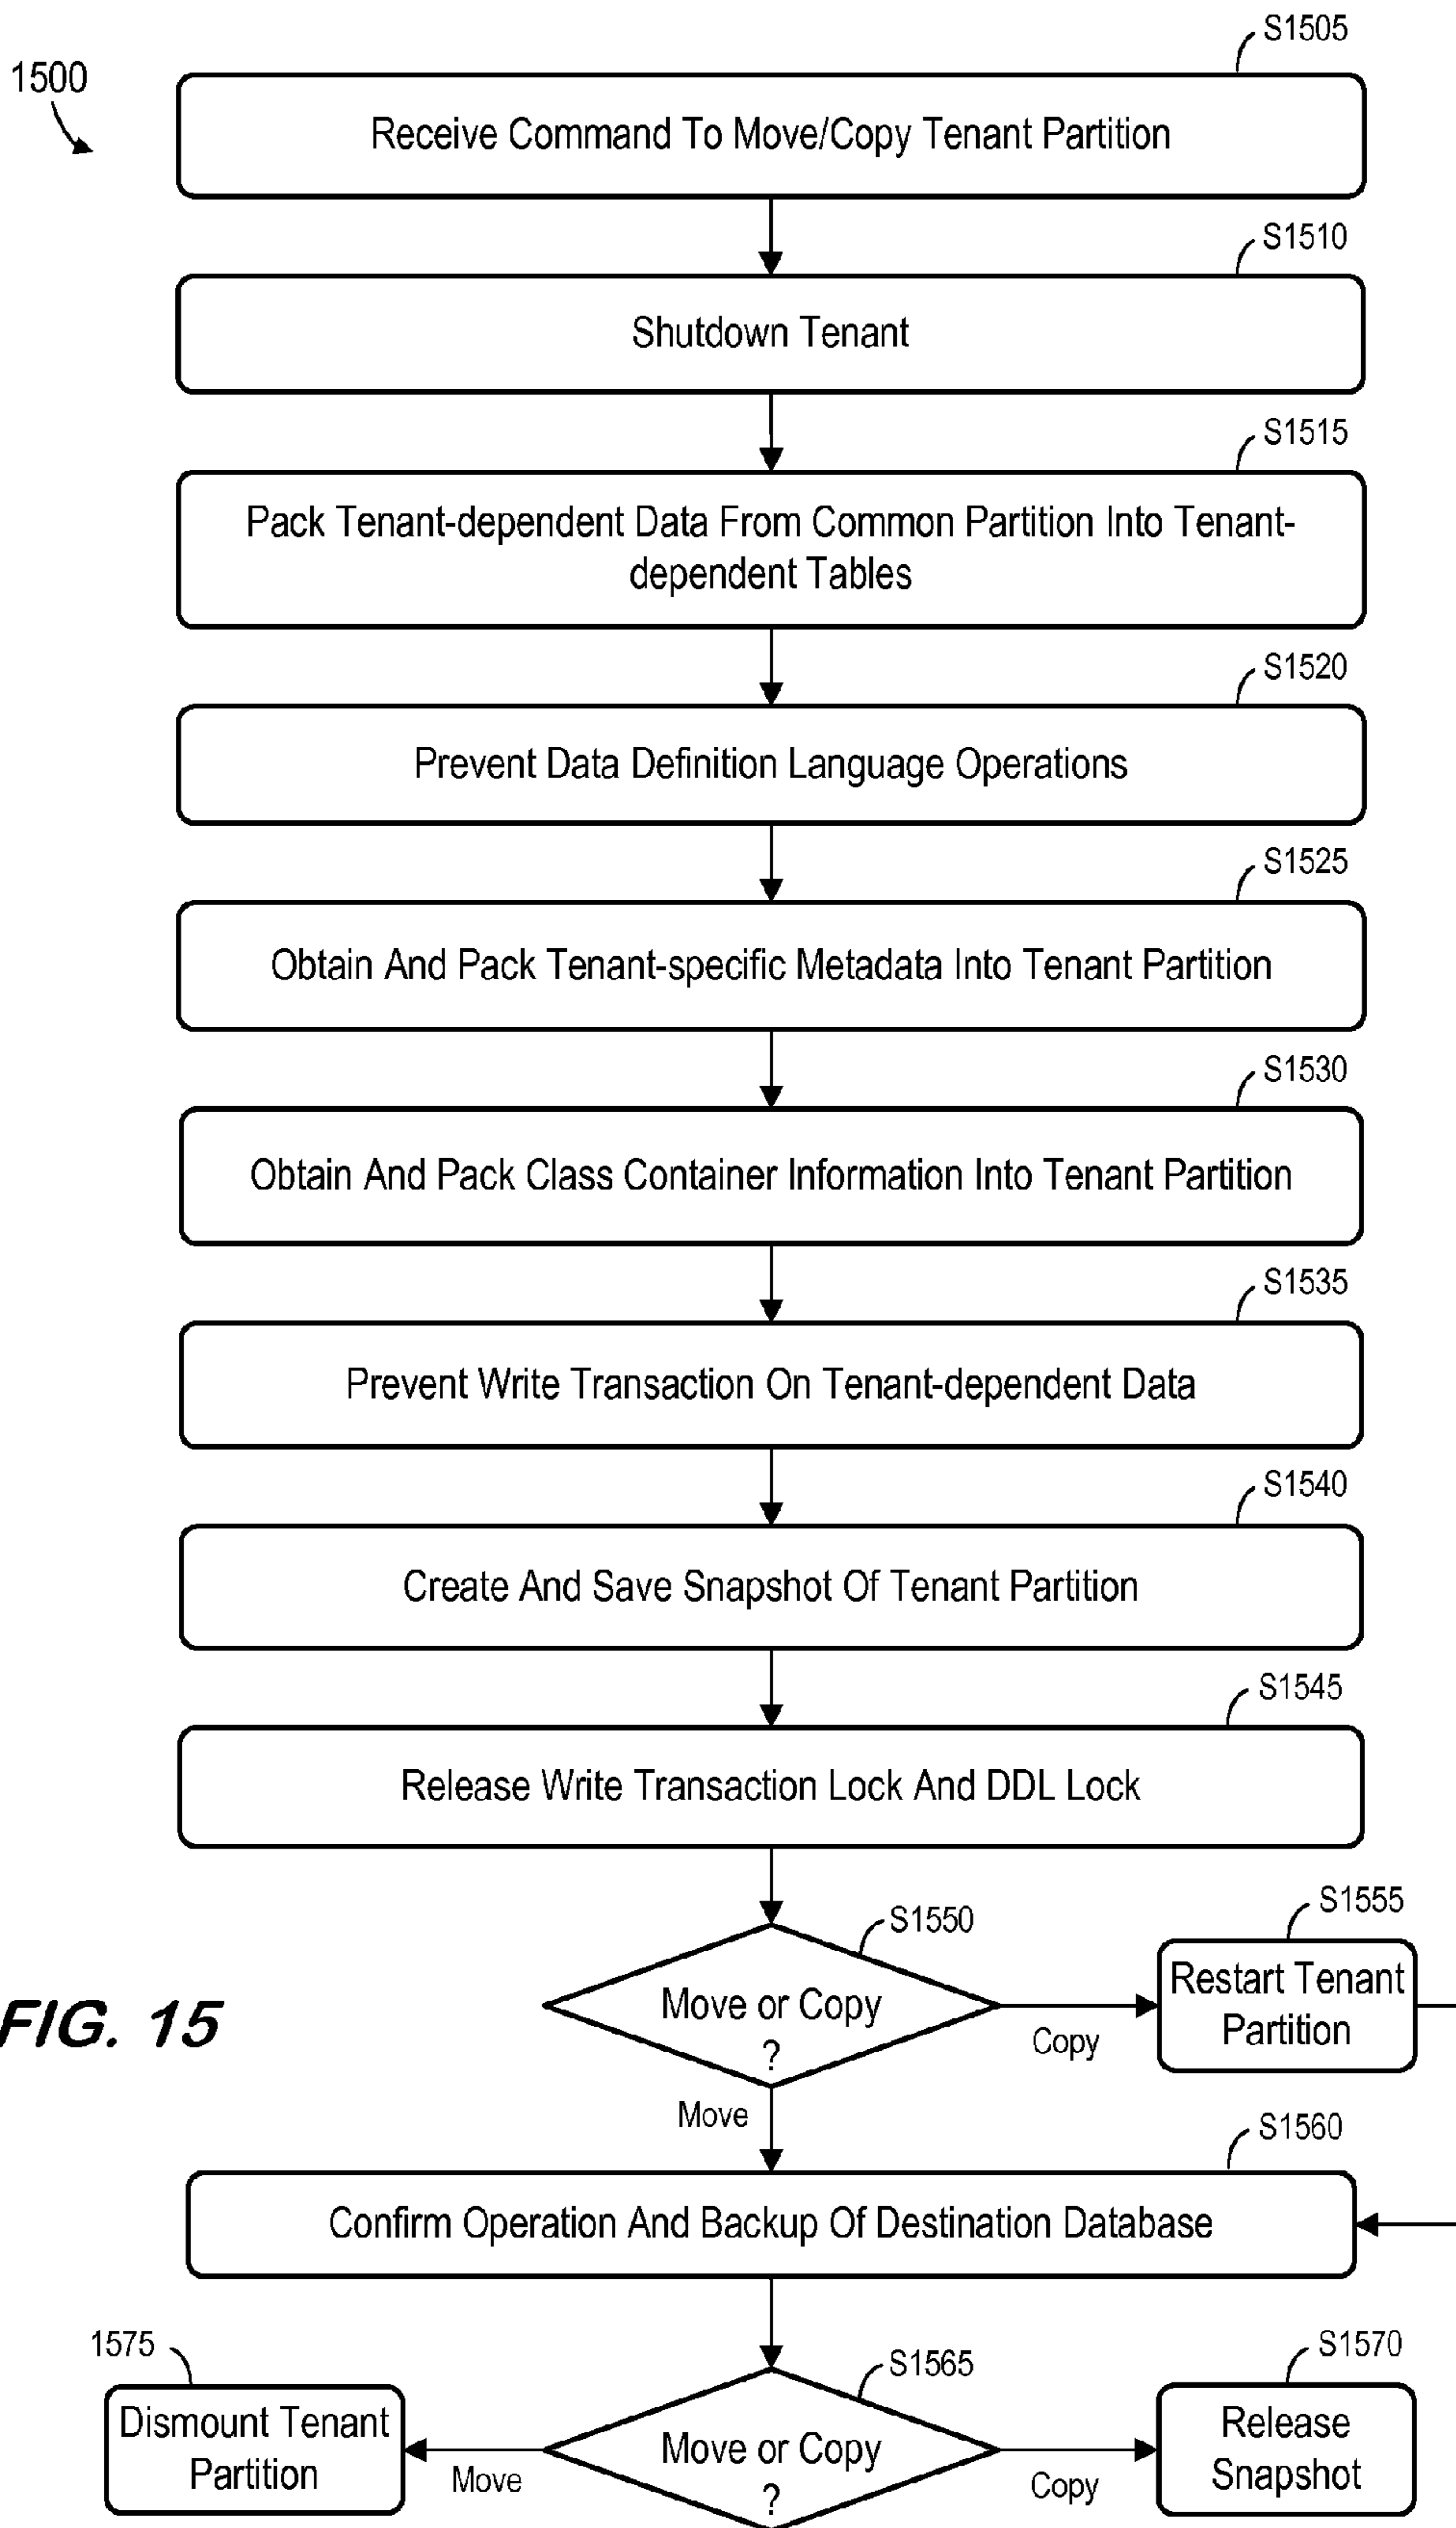 S1505
1500
Receive Command To Move/Copy Tenant Partition
S1510
Shutdown Tenant
S1515
Pack Tenant-dependent Data From Common Partition Into Tenant-
dependent Tables
S1520
Prevent Data Definition Language Operations
S1525
Obtain And Pack Tenant-specific Metadata Into Tenant Partition
S1530
Obtain And Pack Class Container Information Into Tenant Partition
S1535
Prevent Write Transaction On Tenant-dependent Data
S1540
Create And Save Snapshot Of Tenant Partition
S1545
Release Write Transaction Lock And DDL Lock
S1550
S1555
Move or Copy
?
Copy
Restart Tenant
Partition
FIG. 15
Move
S1560
Confirm Operation And Backup Of Destination Database
1575
S1565
S1570
Dismount Tenant
Partition
Move
Move or Copy
?
Copy
Release
Snapshot